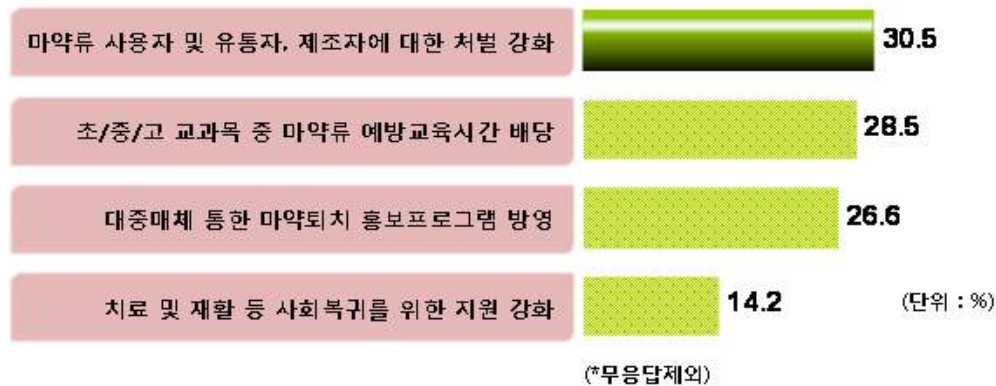 마약류 사용자 및 유통자, 제조자에 대한 처벌 강화 30.5
초/중/고 교과목 중 마약류 예방교육시간 배당 28.5
대중매체 통한 마약퇴치 홍보프로그램 방영 26.6
치료 및 재활 등 사회복귀를 위한 지원 강화 14.2 (단위 : %)
(*무응답제외)